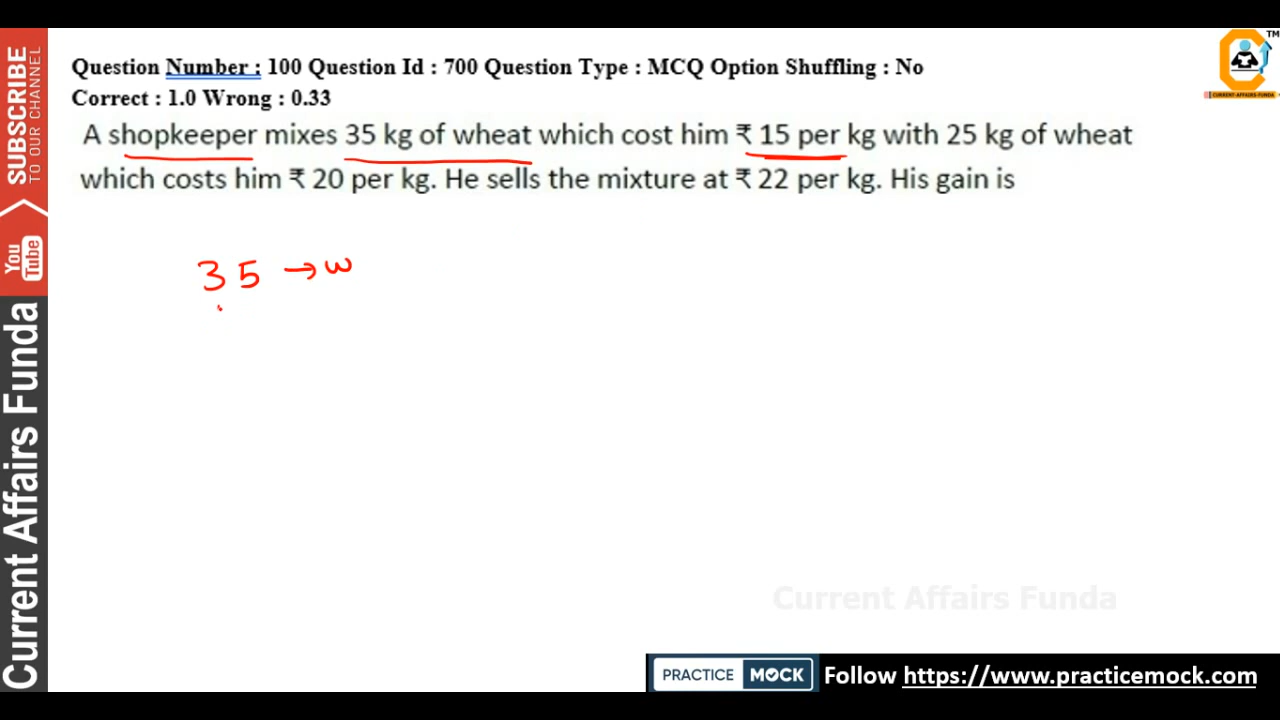 SUBSCRIBE
TO OUR CHANNEL
You
Tube
Current Affairs Funda
TM
CURRENT-AFFAIRS-FUNDA
Question Number : 100 Question Id : 700 Question Type : MCQ Option Shuffling : No
Correct : 1.0 Wrong : 0.33
A shopkeeper mixes 35 kg of wheat which cost him ₹ 15 per kg with 25 kg of wheat
which costs him ₹ 20 per kg. He sells the mixture at ₹ 22 per kg. His gain is
35 → w
Current Affairs Funda
PRACTICE MOCK Follow https://www.practicemock.com